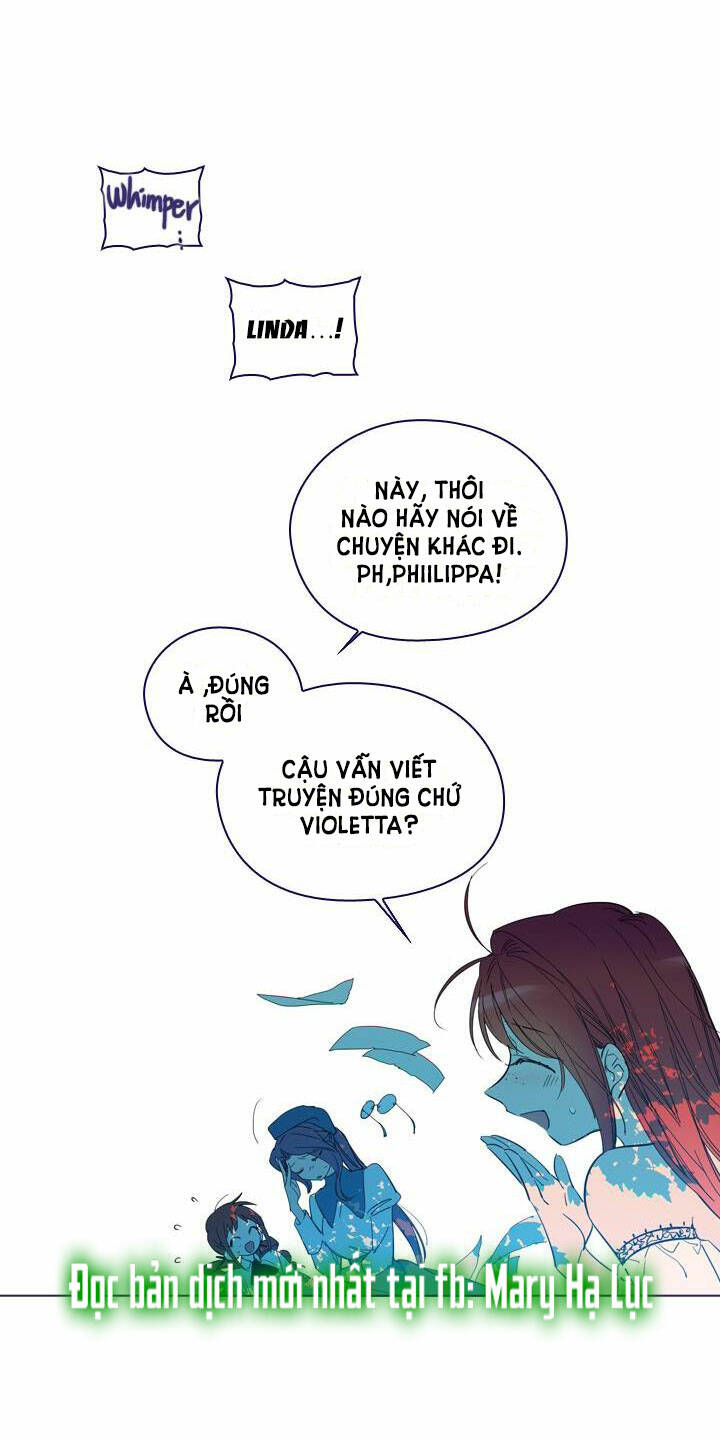 Whimper
...
LINDA...!
NÀY, THÔI
NÀO HÃY NÓI VỀ
CHUYỆN KHÁC ĐI.
PH,PHIILIPPA!
À ,ĐÚNG
RỒI
CẬU VẪN VIẾT
TRUYỆN ĐÚNG CHỨ
VIOLETTA?
Đọc bản dịch mới nhất tại fb: Mary Hạ Lục